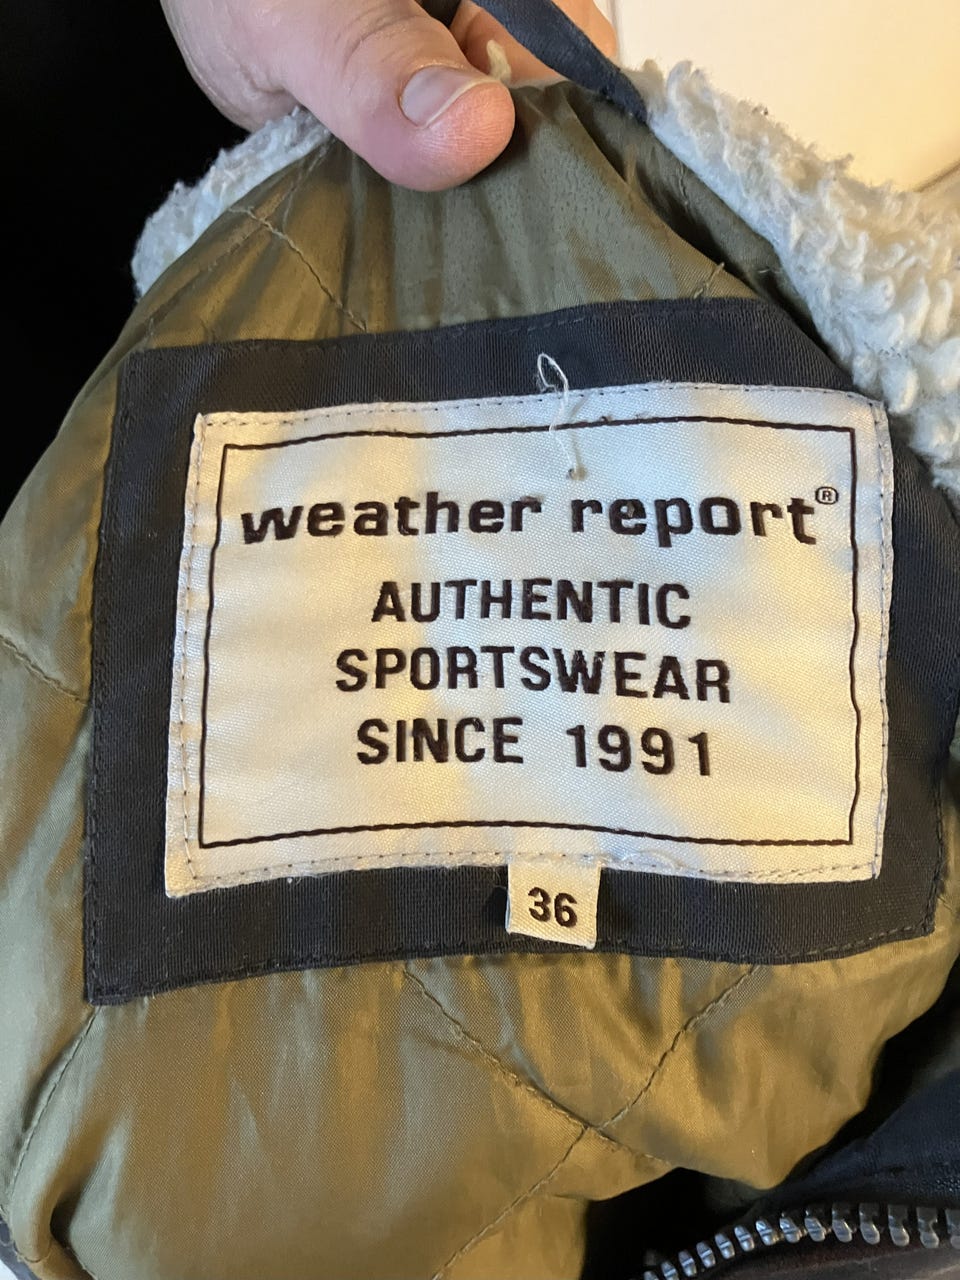 weather report®
AUTHENTIC
SPORTSWEAR
SINCE 1991
36